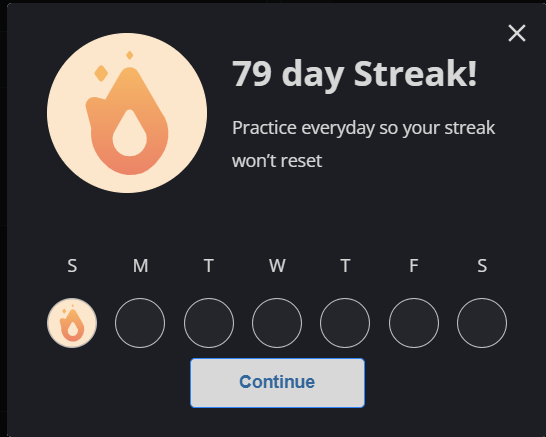 79 day Streak!
Practice everyday so your streak
won't reset
S M T W T F S
Continue